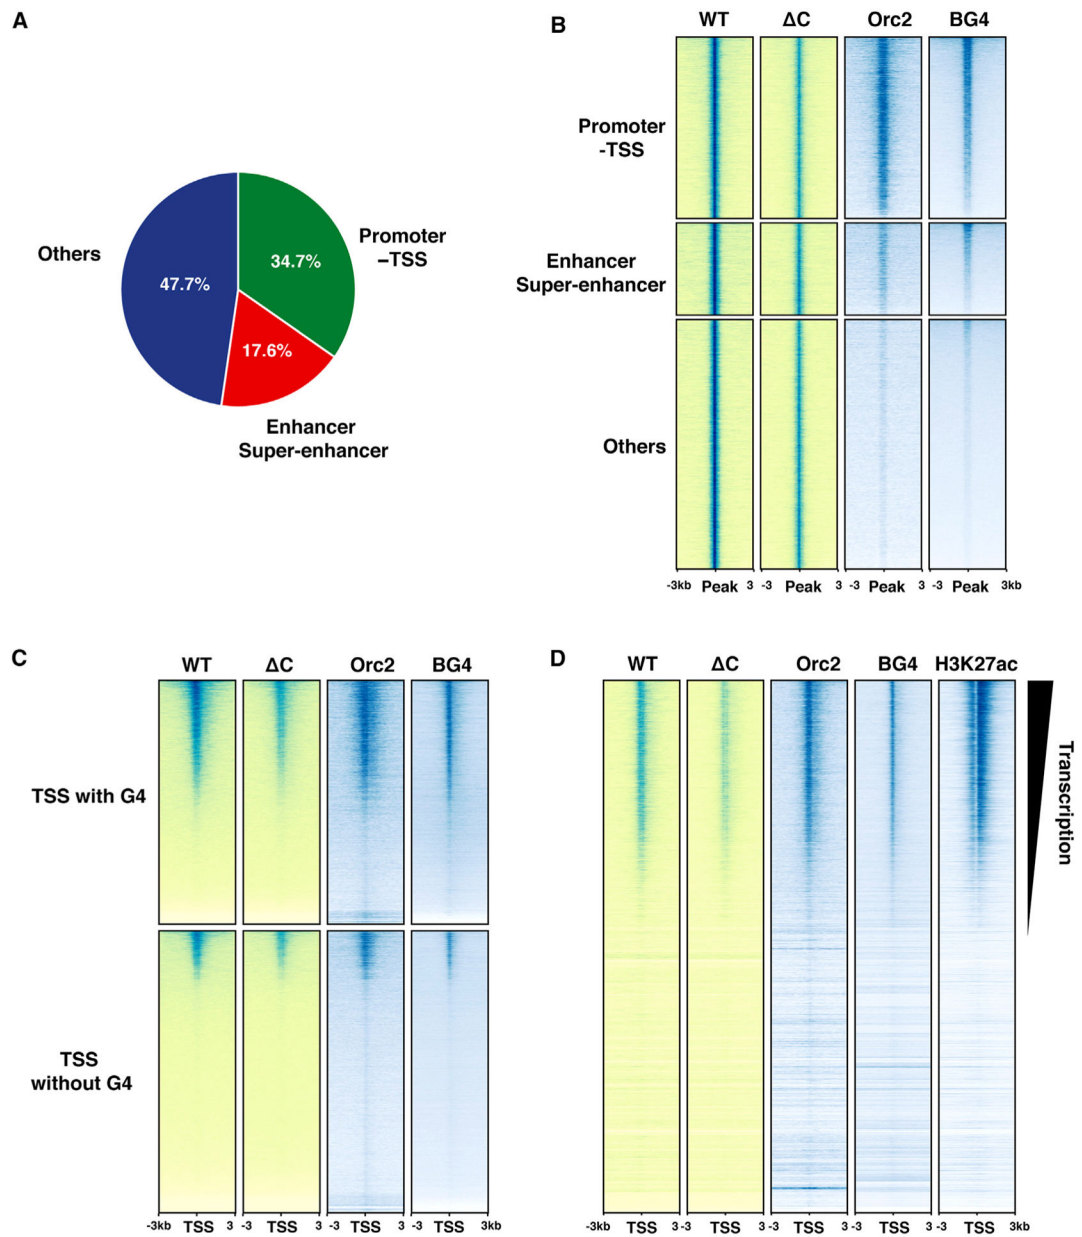 A
Others
47.7%
34.7%
17.6%
Promoter
–TSS
Enhancer
Super-enhancer
B
WT ΔC Orc2 BG4
Promoter
-TSS
Enhancer
Super-enhancer
Others
-3kb Peak 3 -3 Peak 3 -3 Peak 3 -3 Peak 3kb
C
WT ΔC Orc2 BG4
TSS with G4
TSS
without G4
-3kb TSS 3 -3 TSS 3 -3 TSS 3 -3 TSS 3kb
D
WT ΔC Orc2 BG4 H3K27ac
Transcription
-3kb TSS 3 -3 TSS 3 -3 TSS 3 -3 TSS 3 -3 TSS 3kb